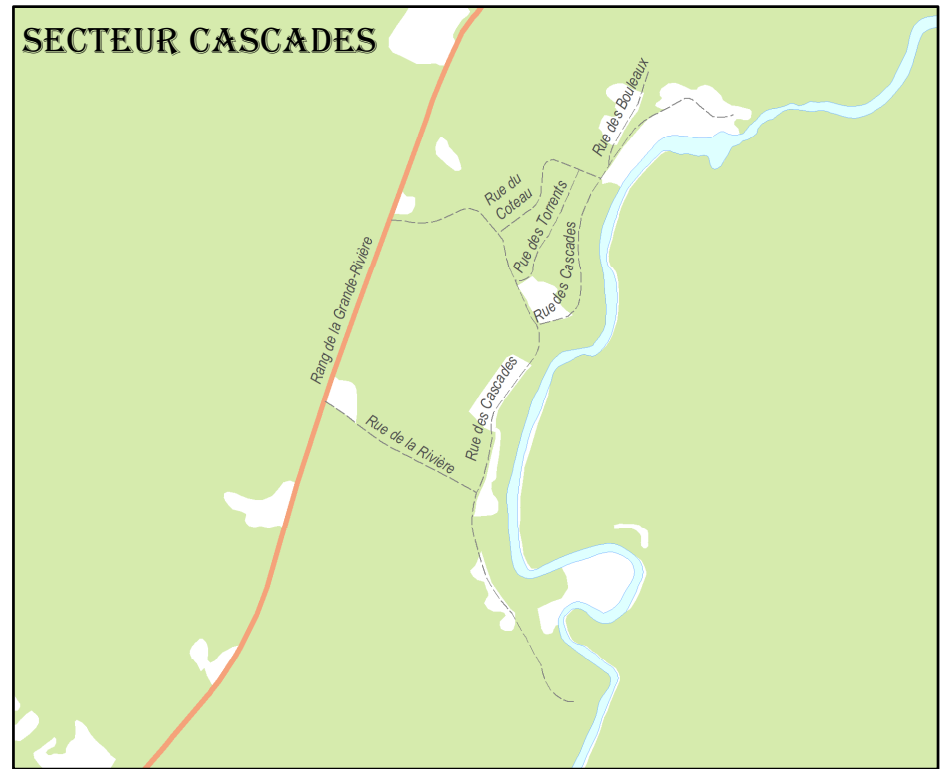 SECTEUR CASCADES
Rue des Bouleaux
Rue du
Coteau
Pue des Torrents
Rue des Cascades
Rang de la Grande-Rivière
Rue des Cascades
Rue de la Rivière